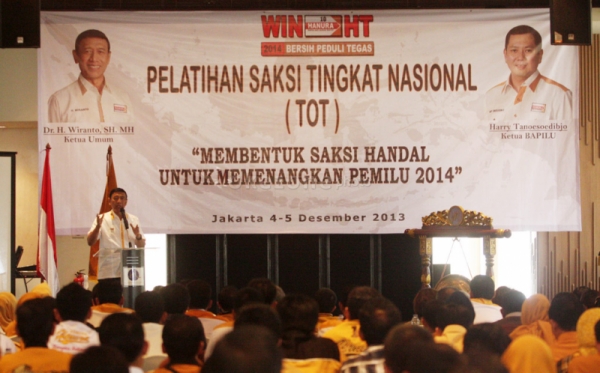 WIN HT
HANURA
2014 BERSIH PEDULI TEGAS
PELATIHAN SAKSI TINGKAT NASIONAL
( TOT )
Dr. H. Wiranto, SH. MH
Ketua Umum
Harry Tanoesoedibjo
Ketua BAPILU
“MEMBENTUK SAKSI HANDAL
UNTUK MEMENANGKAN PEMILU 2014”
Jakarta 4-5 Desember 2013